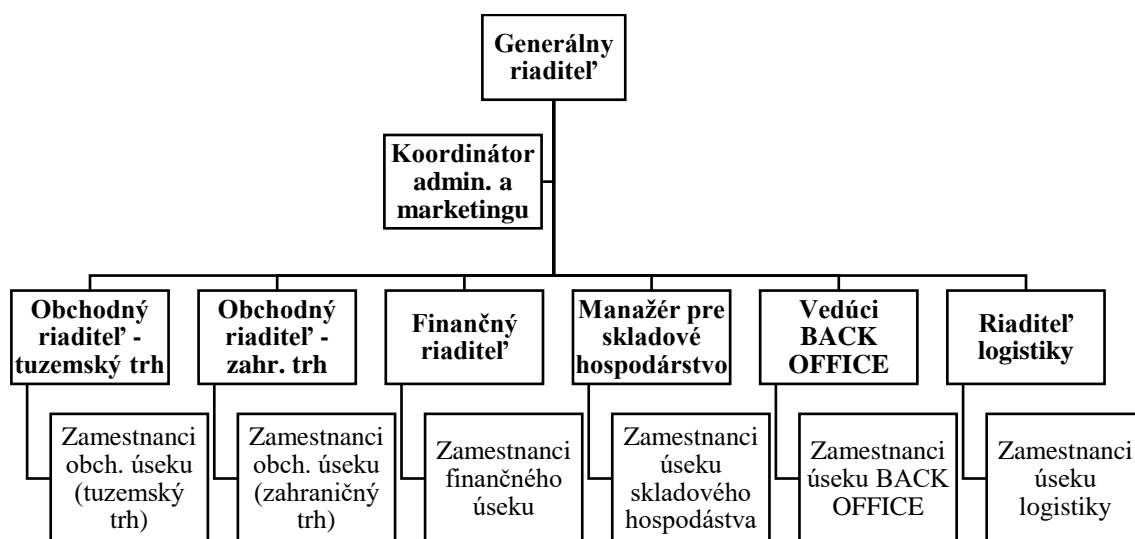 Generálny
riaditeľ
Koordinátor
admin. a
marketingu
Obchodný
riaditeľ -
tuzemský trh
Obchodný
riaditeľ -
zahr. trh
Finančný
riaditeľ
Manažér pre
skladové
hospodárstvo
Vedúci
BACK
OFFICE
Riaditeľ
logistiky
Zamestnanci
obch. úseku
(tuzemský
trh)
Zamestnanci
obch. úseku
(zahraničný
trh)
Zamestnanci
finančného
úseku
Zamestnanci
úseku
skladového
hospodástva
Zamestnanci
úseku BACK
OFFICE
Zamestnanci
úseku
logistiky